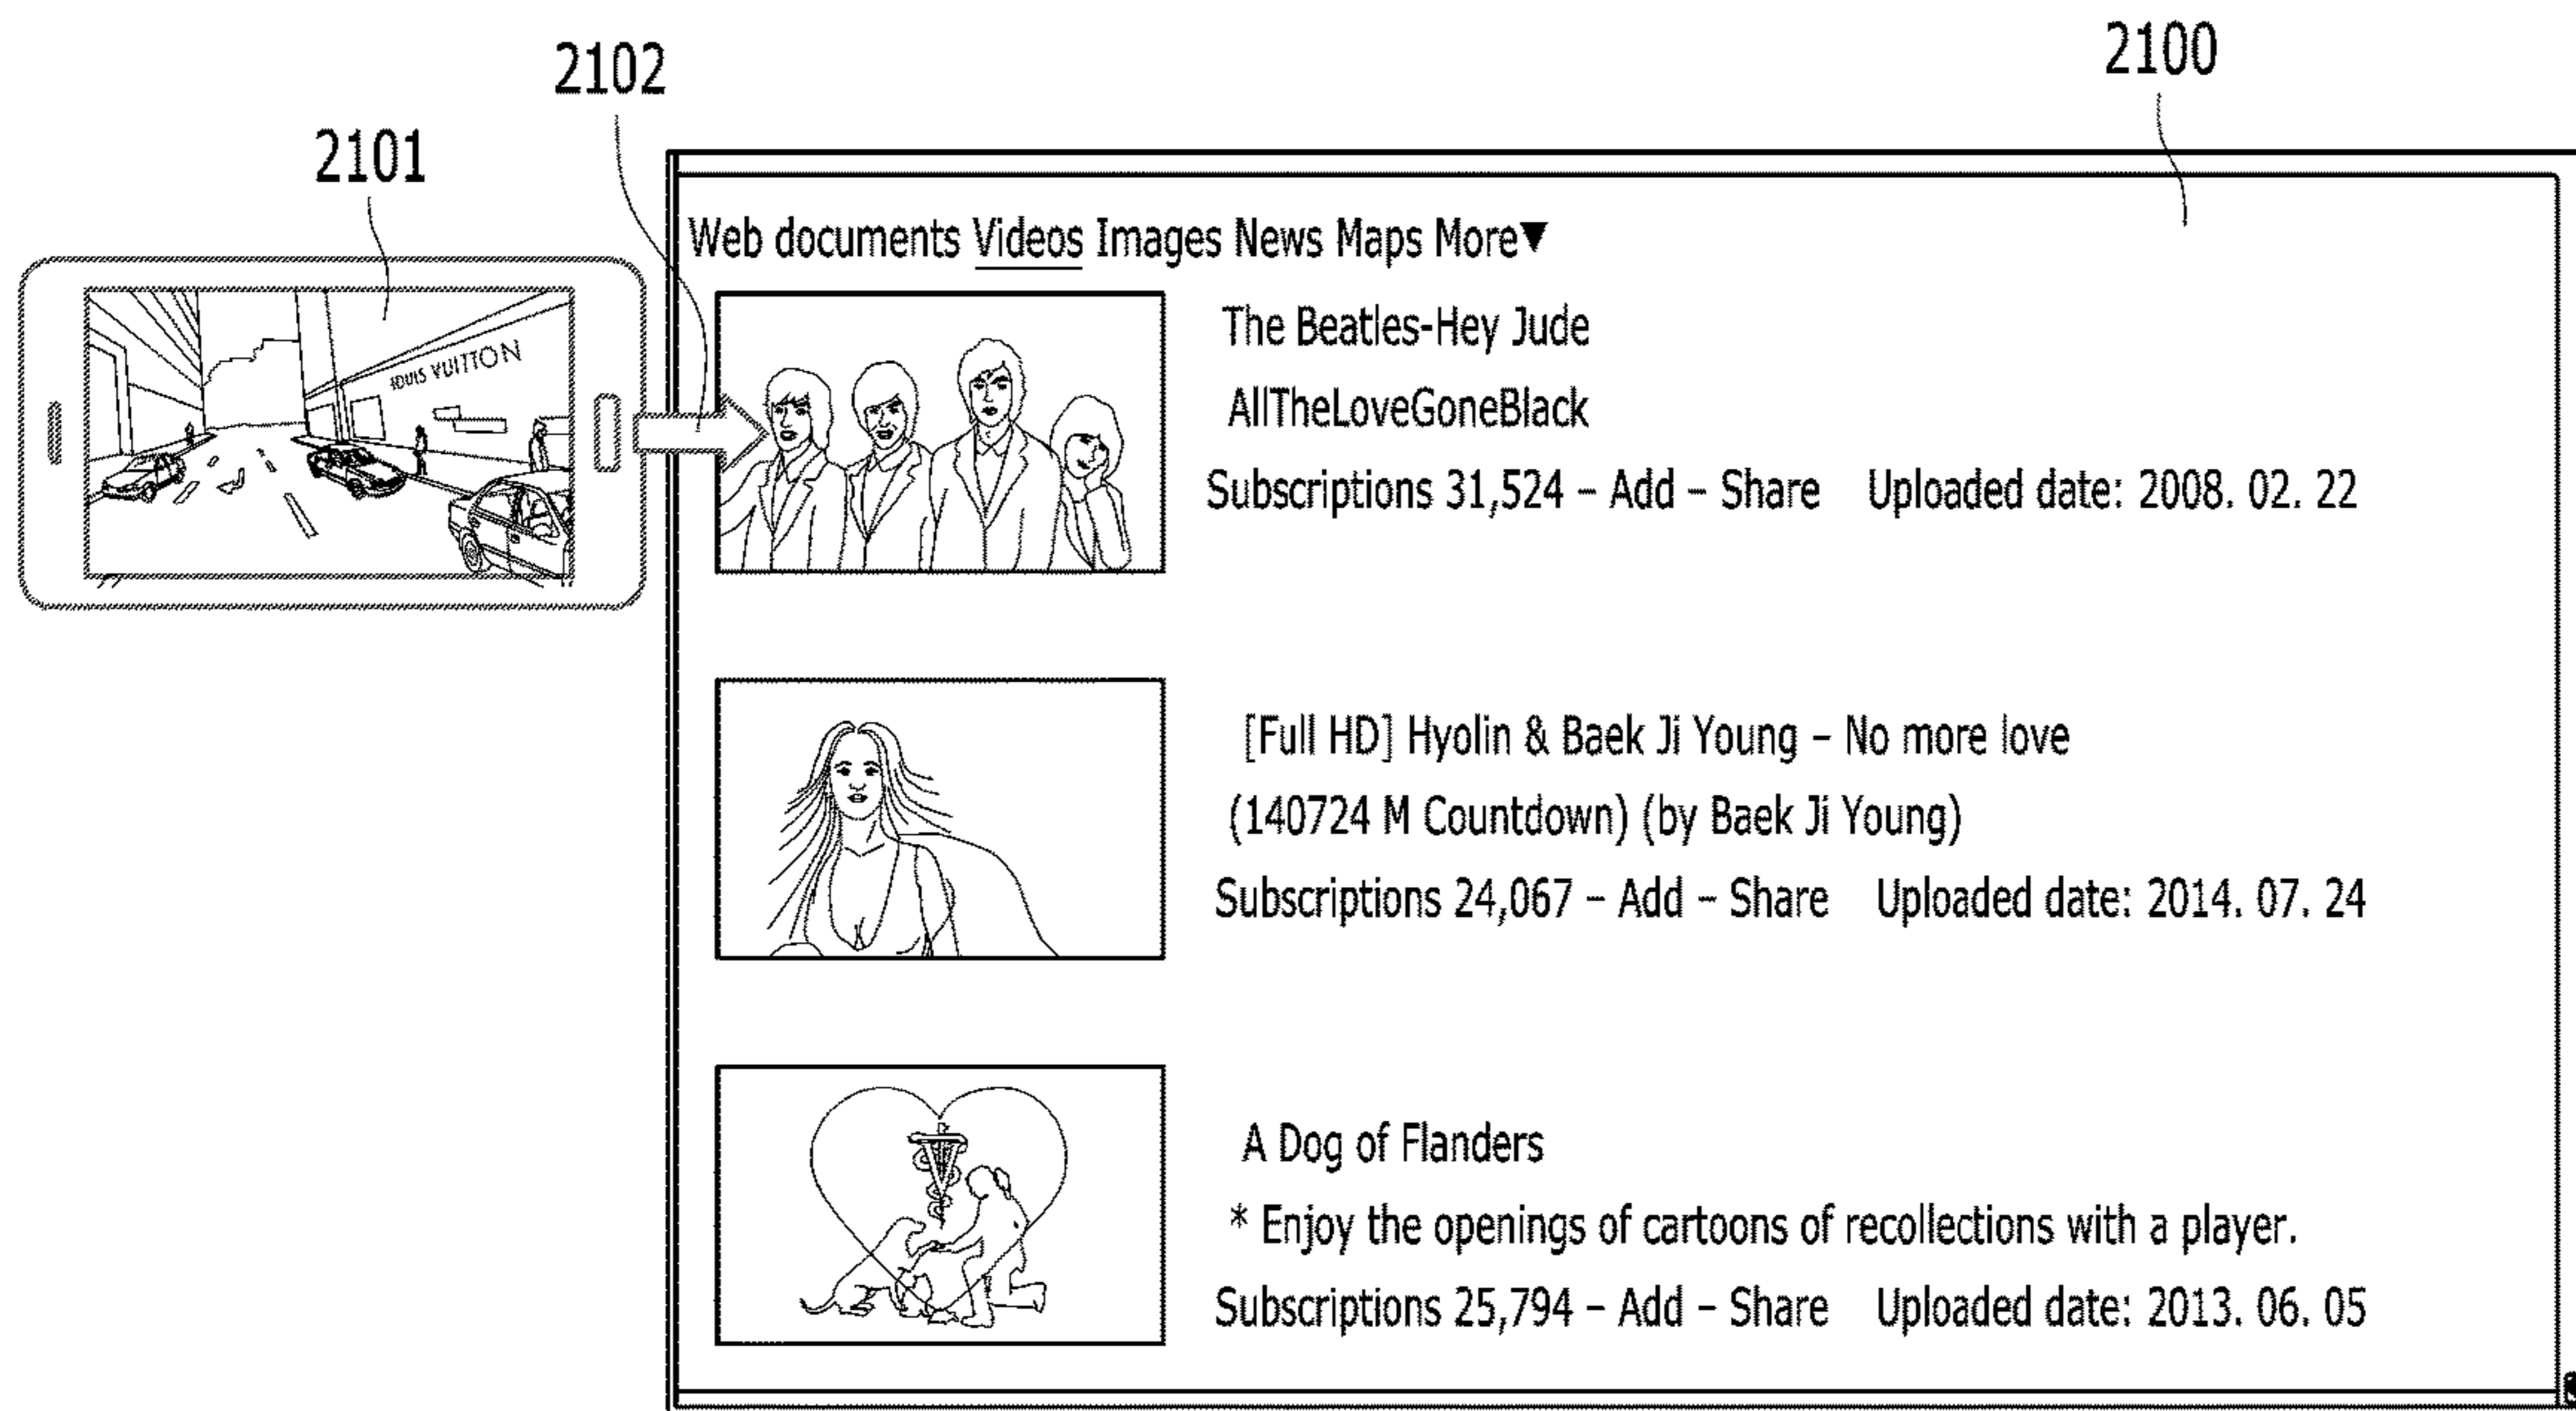 2102
2100
2101
Web documents Videos Images News Maps More▼
LOUIS VUITTON
The Beatles-Hey Jude
AllTheLoveGoneBlack
Subscriptions 31,524 – Add – Share Uploaded date: 2008. 02. 22
[Full HD] Hyolin & Baek Ji Young – No more love
(140724 M Countdown) (by Baek Ji Young)
Subscriptions 24,067 – Add – Share Uploaded date: 2014. 07. 24
A Dog of Flanders
* Enjoy the openings of cartoons of recollections with a player.
Subscriptions 25,794 – Add – Share Uploaded date: 2013. 06. 05